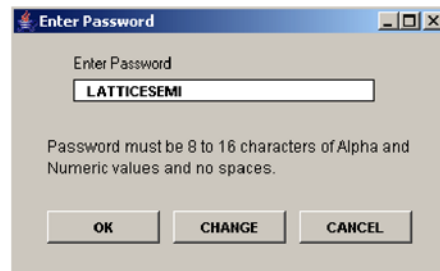 Enter Password
Enter Password
LATTICESEMI
Password must be 8 to 16 characters of Alpha and
Numeric values and no spaces.
OK CHANGE CANCEL